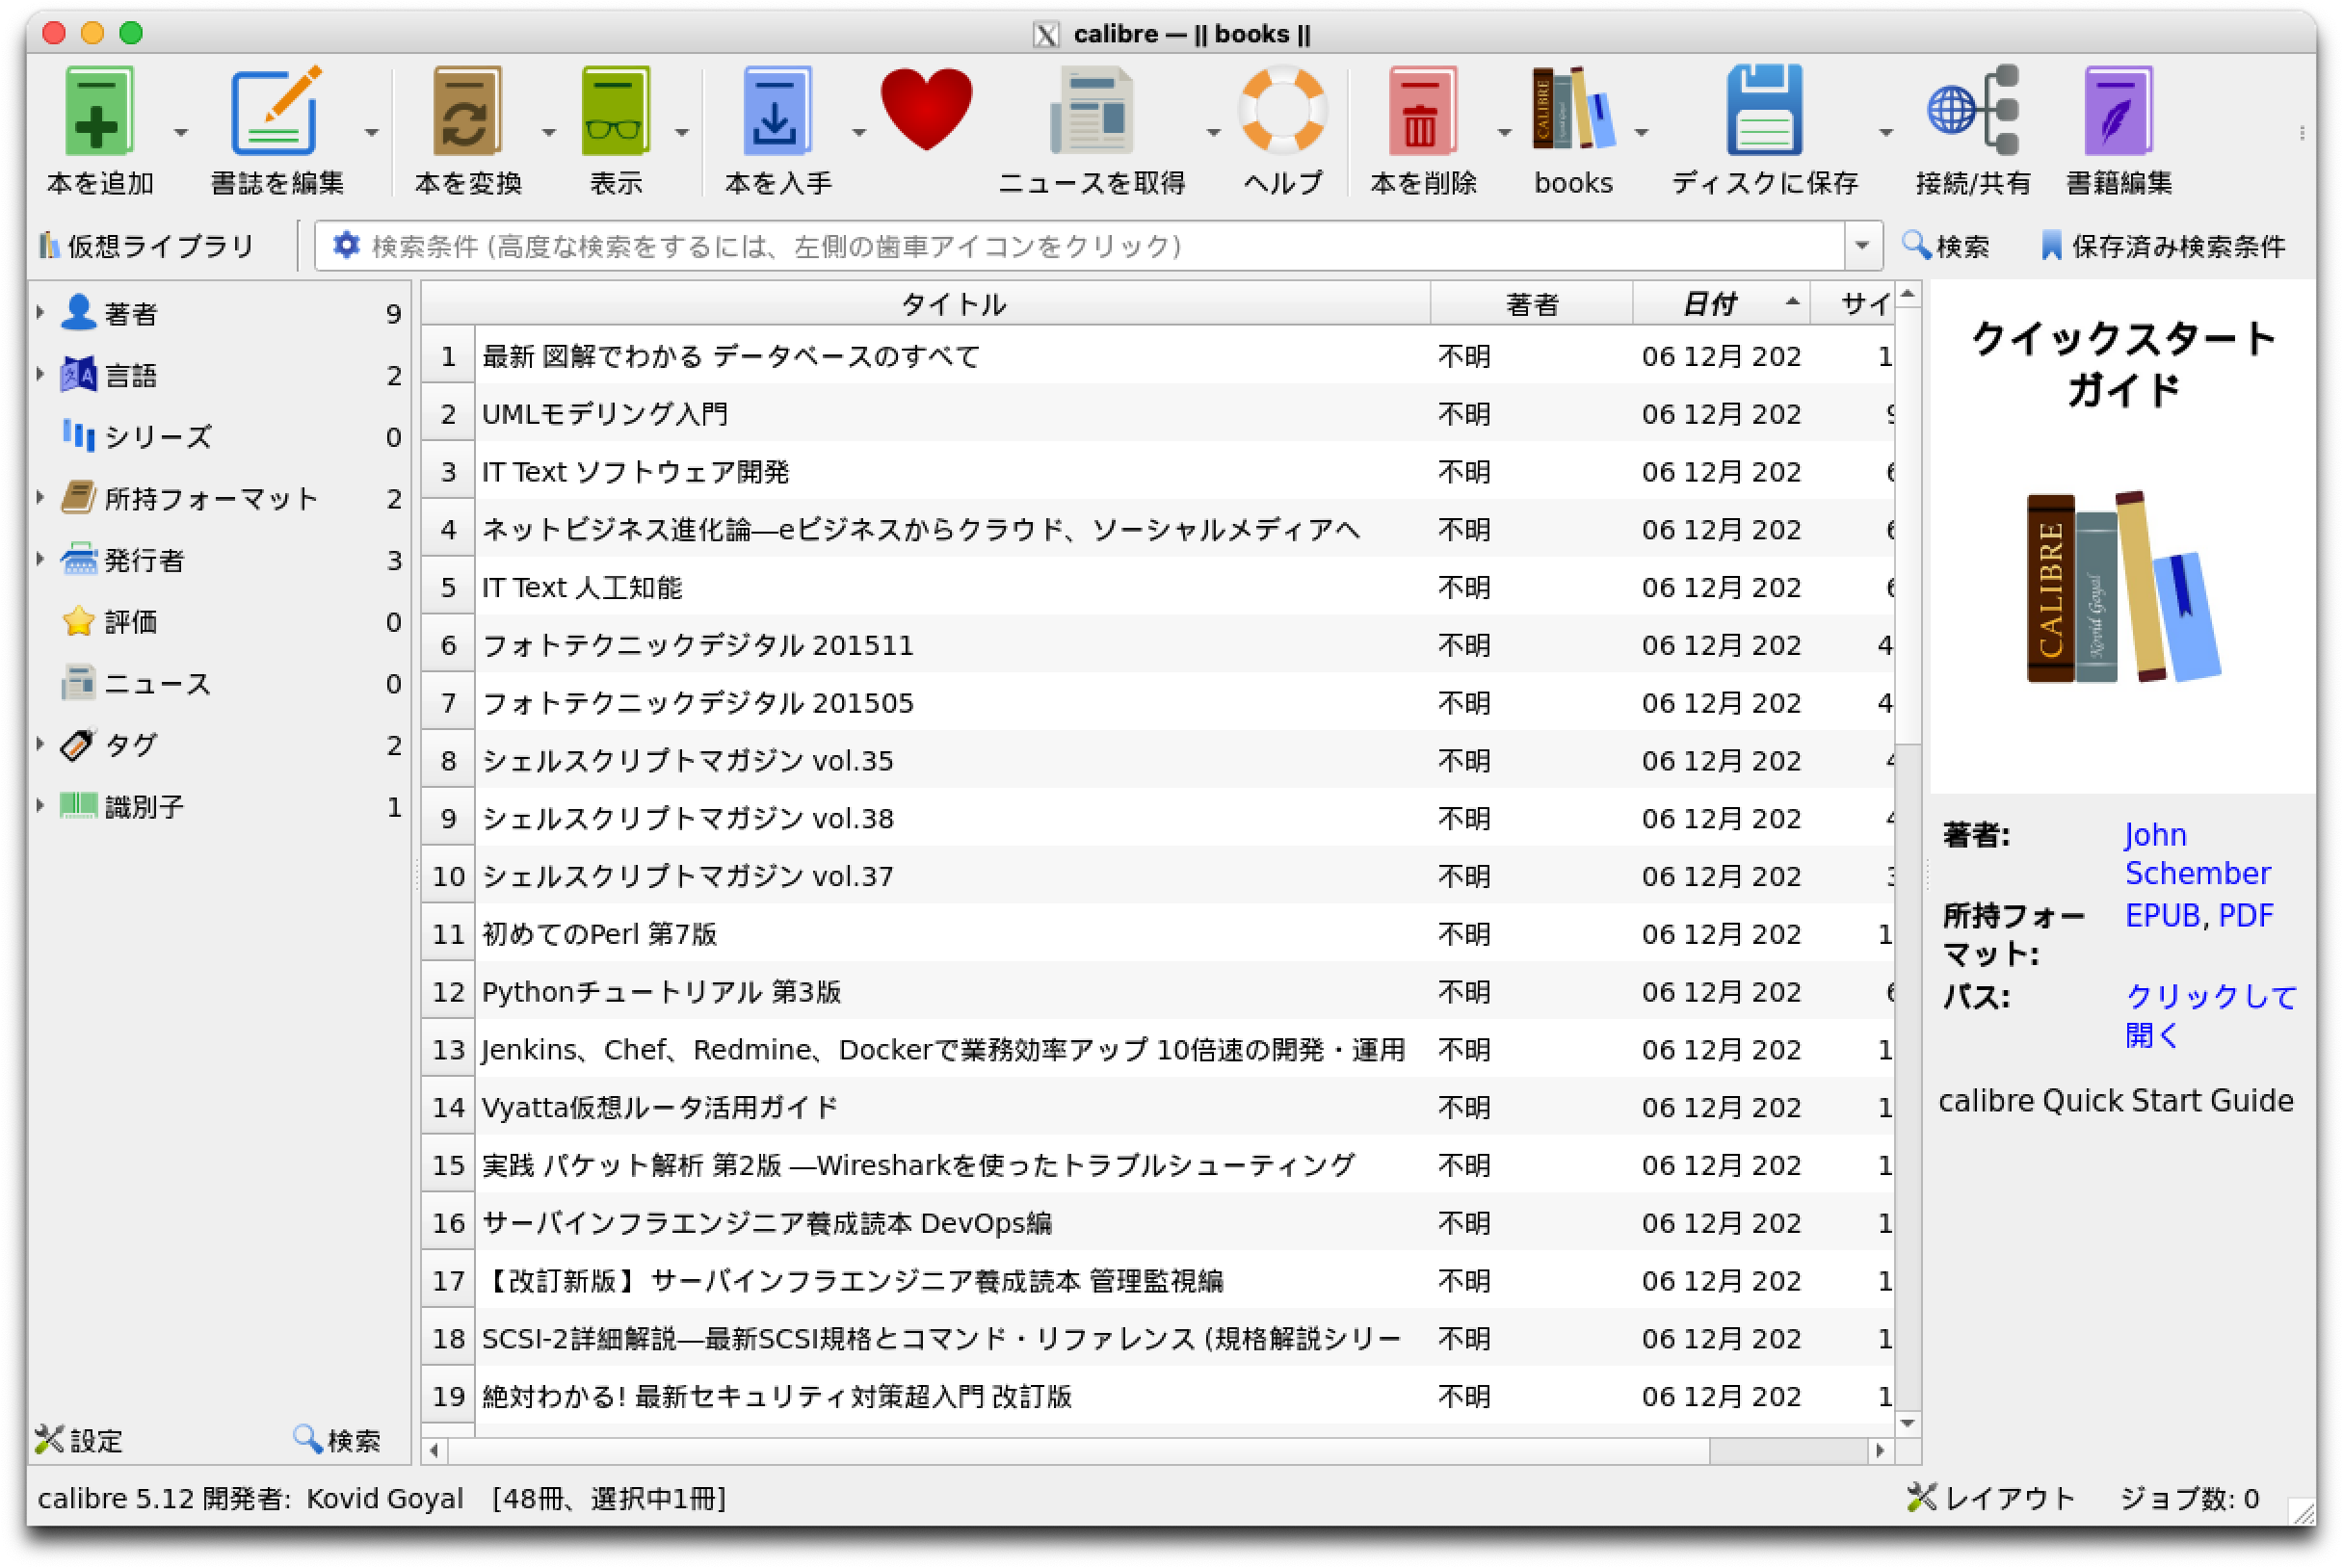 calibre — || books ||
本を追加 書誌を編集 本を変換 表示 本を入手 ニュースを取得 ヘルプ 本を削除 books ディスクに保存 接続/共有 書籍編集
仮想ライブラリ 検索条件 (高度な検索をするには、左側の歯車アイコンをクリック) 検索 保存済み検索条件
著者 9
言語 2
シリーズ 0
所持フォーマット 2
発行者 3
評価 0
ニュース 0
タグ 2
識別子 1
設定 検索
タイトル 著者 日付 サイ
1 最新 図解でわかる データベースのすべて 不明 06 12月 202 1
2 UMLモデリング入門 不明 06 12月 202
3 IT Text ソフトウェア開発 不明 06 12月 202
4 ネットビジネス進化論―eビジネスからクラウド、ソーシャルメディアへ 不明 06 12月 202
5 IT Text 人工知能 不明 06 12月 202
6 フォトテクニックデジタル 201511 不明 06 12月 202 4
7 フォトテクニックデジタル 201505 不明 06 12月 202 4
8 シェルスクリプトマガジン vol.35 不明 06 12月 202
9 シェルスクリプトマガジン vol.38 不明 06 12月 202
10 シェルスクリプトマガジン vol.37 不明 06 12月 202
11 初めてのPerl 第7版 不明 06 12月 202 1
12 Pythonチュートリアル 第3版 不明 06 12月 202
13 Jenkins、Chef、Redmine、Dockerで業務効率アップ 10倍速の開発・運用 不明 06 12月 202 1
14 Vyatta仮想ルータ活用ガイド 不明 06 12月 202 1
15 実践 パケット解析 第2版 ―Wiresharkを使ったトラブルシューティング 不明 06 12月 202 1
16 サーバインフラエンジニア養成読本 DevOps編 不明 06 12月 202 1
17 【改訂新版】サーバインフラエンジニア養成読本 管理監視編 不明 06 12月 202 1
18 SCSI-2詳細解説―最新SCSI規格とコマンド・リファレンス (規格解説シリー 不明 06 12月 202 1
19 絶対わかる! 最新セキュリティ対策超入門 改訂版 不明 06 12月 202 1
クイックスタート
ガイド
CALIBRE
Kovid Goyal
著者: John
Schember
所持フォー EPUB, PDF
マット:
パス: クリックして
開く
calibre Quick Start Guide
calibre 5.12 開発者: Kovid Goyal [48冊、選択中1冊] レイアウト ジョブ数: 0